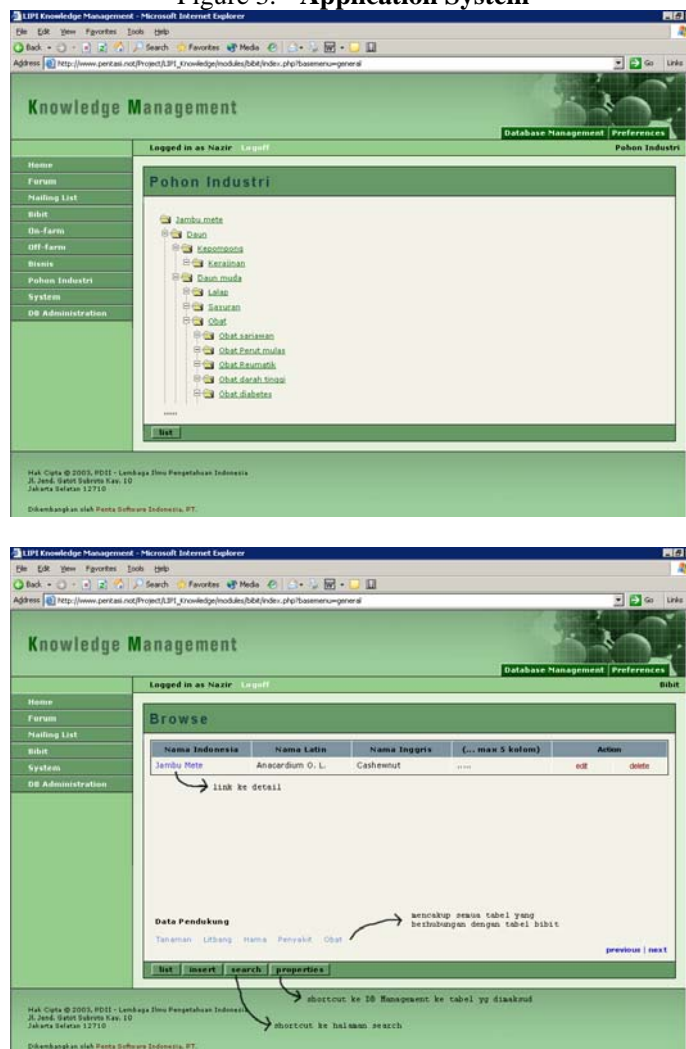 Figure 3. Application System
LIPI Knowledge Management - Microsoft Internet Explorer
File Edit View Favorites Tools Help
Back Search Favorites Media
Address http://www.pentasi.net/Project/LIPI_Knowledge/modules/bibit/index.php?basemenu=general Go Links
Knowledge Management
Database Management Preferences
Logged in as Nazir Logoff Pohon Industri
Home
Forum
Mailing List
Bibit
On-farm
Off-farm
Bisnis
Pohon Industri
System
DB Administration
Pohon Industri
Jambu mete
Daun
Kepompong
Kerajinan
Daun muda
Lalap
Sayuran
Obat
Obat sariawan
Obat Perut mulas
Obat Reumatik
Obat darah tinggi
Obat diabetes
.....
list
Hak Cipta @ 2003, PDII - Lembaga Ilmu Pengetahuan Indonesia
Jl. Jend. Gatot Subroto Kav. 10
Jakarta Selatan 12710
Dikembangkan oleh Penta Software Indonesia, PT.
LIPI Knowledge Management - Microsoft Internet Explorer
File Edit View Favorites Tools Help
Back Search Favorites Media
Address http://www.pentasi.net/Project/LIPI_Knowledge/modules/bibit/index.php?basemenu=general Go Links
Knowledge Management
Database Management Preferences
Logged in as Nazir Logoff Bibit
Home
Forum
Mailing List
Bibit
System
DB Administration
Browse
Nama Indonesia Nama Latin Nama Inggris (... max 5 kolom) Action
Jambu Mete Anacardium O. L. Cashewnut ..... edit delete
link ke detail
Data Pendukung
Tanaman Litbang Hama Penyakit Obat
mencakup semua tabel yang
berhubungan dengan tabel bibit
previous | next
list insert search properties
shortcut ke DB Management ke tabel yg dimaksud
shortcut ke halaman search
Hak Cipta @ 2003, PDII - Lembaga Ilmu Pengetahuan Indonesia
Jl. Jend. Gatot Subroto Kav. 10
Jakarta Selatan 12710
Dikembangkan oleh Penta Software Indonesia, PT.